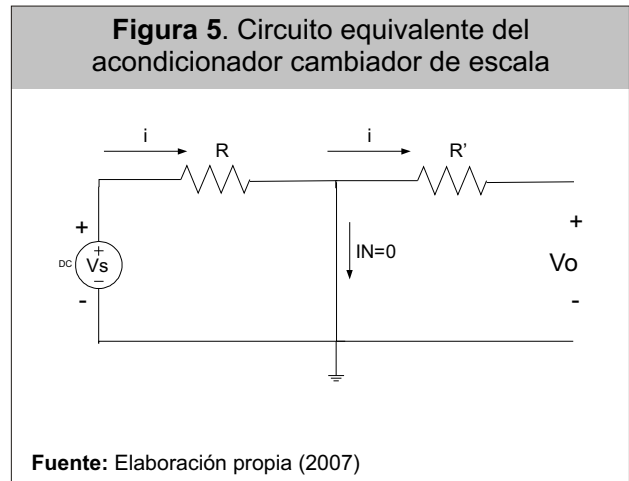 Figura 5. Circuito equivalente del
acondicionador cambiador de escala
i
R
i
R'
+
DC
+
Vs
−
-
IN=0
+
Vo
-
Fuente: Elaboración propia (2007)